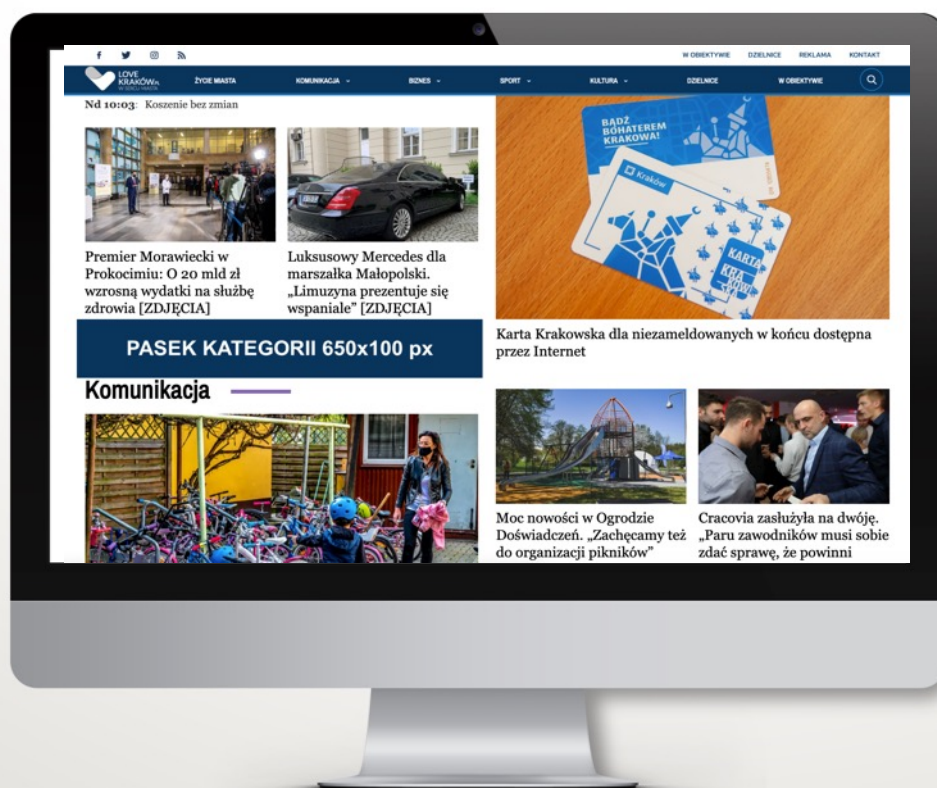 W OBIEKTYWIE DZIELNICE REKLAMA KONTAKT
LOVE
KRAKÓW.PL
W SERCU MIASTA
ŻYCIE MIASTA KOMUNIKACJA BIZNES SPORT KULTURA DZIELNICE W OBIEKTYWIE
Nd 10:03: Koszenie bez zmian
Premier Morawiecki w
Prokocimiu: O 20 mld zł
wzrosną wydatki na służbę
zdrowia [ZDJĘCIA]
Luksusowy Mercedes dla
marszałka Małopolski.
„Limuzyna prezentuje się
wspaniale” [ZDJĘCIA]
BĄDŹ
BOHATEREM
KRAKOWA!
Kraków
KARTA
KRA
KOW
SKA
Karta Krakowska dla niezameldowanych w końcu dostępna
przez Internet
PASEK KATEGORII 650x100 px
Komunikacja
Moc nowości w Ogrodzie
Doświadczeń. „Zachęcamy też
do organizacji pikników”
Cracovia zasłużyła na dwóję.
„Paru zawodników musi sobie
zdać sprawę, że powinni